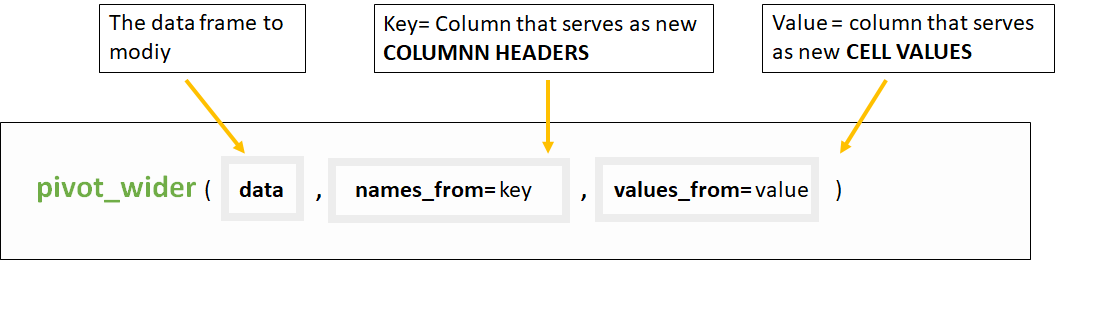 The data frame to
modiy
Key= Column that serves as new
COLUMNN HEADERS
Value = column that serves
as new CELL VALUES
pivot_wider ( data , names_from= key , values_from= value )